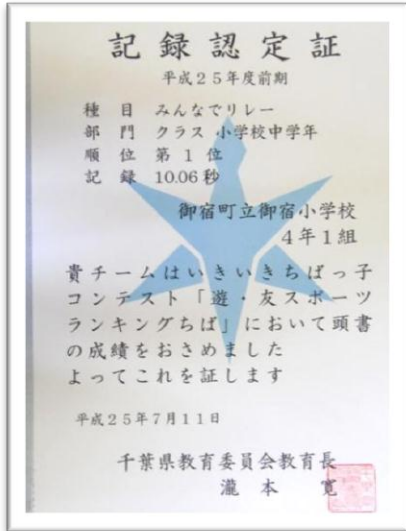 記録認定証
平成25年度前期
種 目 みんなでリレー
部 門 クラス 小学校中学年
順 位 第 1 位
記 録 10.06秒
御宿町立御宿小学校
4年1組
貴チームはいきいきちばっ子
コンテスト「遊・友スポーツ
ランキングちば」において頭書
の成績をおさめました
よってこれを証します
平成25年7月11日
千葉県教育委員会教育長
瀧 本 寛